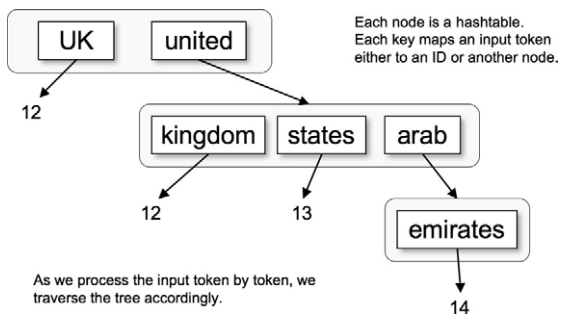 UK
united
Each node is a hashtable.
Each key maps an input token
either to an ID or another node.
12
kingdom
states
arab
12
13
emirates
As we process the input token by token, we
traverse the tree accordingly.
14